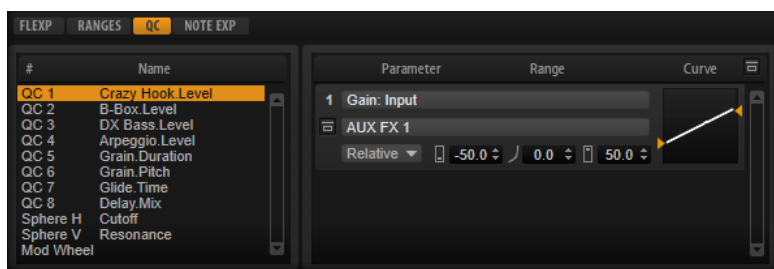 FLEXP RANGES QC NOTE EXP
# Name
QC 1 Crazy Hook.Level
QC 2 B-Box.Level
QC 3 DX Bass.Level
QC 4 Arpeggio.Level
QC 5 Grain.Duration
QC 6 Grain.Pitch
QC 7 Glide.Time
QC 8 Delay.Mix
Sphere H Cutoff
Sphere V Resonance
Mod Wheel
Parameter Range Curve
1 Gain: Input
AUX FX 1
Relative -50.0 0.0 50.0